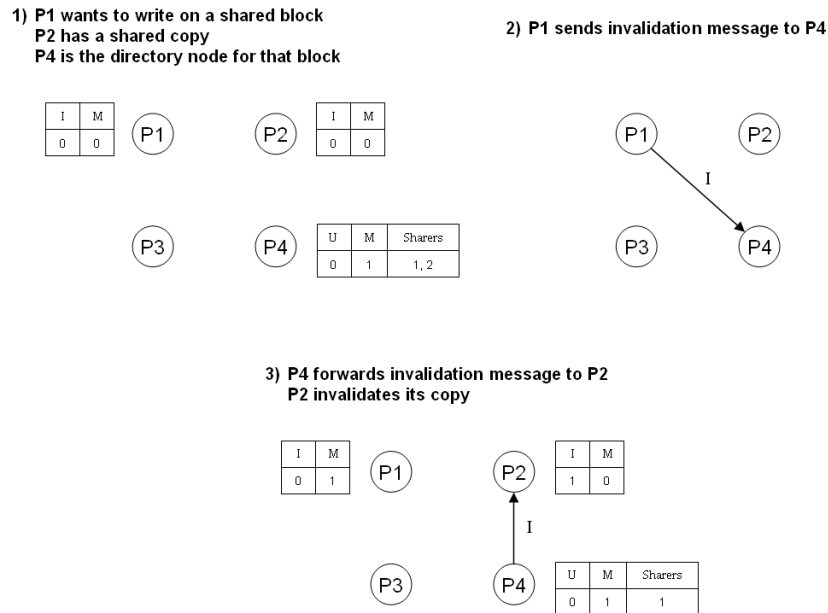 1) P1 wants to write on a shared block
P2 has a shared copy
P4 is the directory node for that block
I M
0 0
P1
P2
I M
0 0
P3
P4
U M Sharers
0 1 1, 2
2) P1 sends invalidation message to P4
P1
P2
I
P3
P4
3) P4 forwards invalidation message to P2
P2 invalidates its copy
I M
0 1
P1
P2
I M
1 0
I
P3
P4
U M Sharers
0 1 1